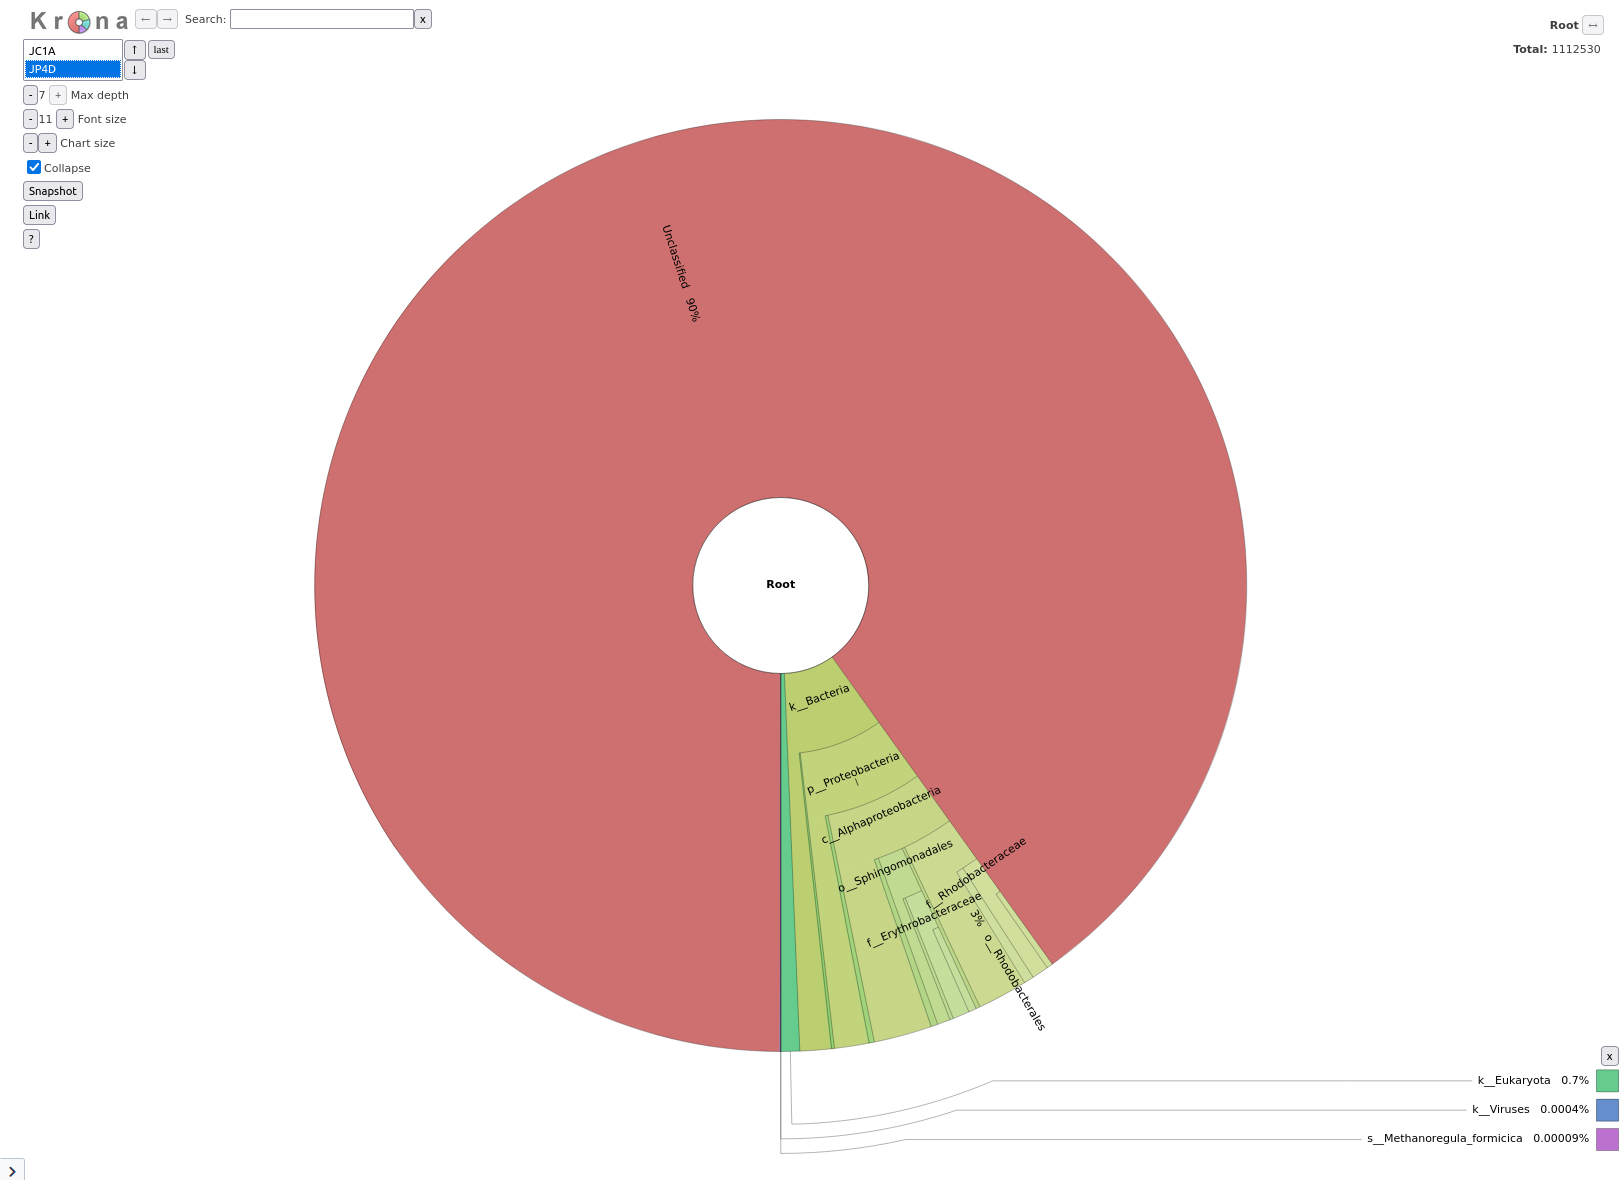 Krona ← → Search: x
JC1A
JP4D
↑ last
↓
- 7 + Max depth
- 11 + Font size
- + Chart size
Collapse
Snapshot
Link
?
Root ↔
Total: 1112530
Unclassified 90%
Root
k__Bacteria
p__Proteobacteria
c__Alphaproteobacteria
o__Sphingomonadales
f__Rhodobacteraceae
f__Erythrobacteraceae
3% o__Rhodobacterales
x
k__Eukaryota 0.7%
k__Viruses 0.0004%
s__Methanoregula_formicica 0.00009%